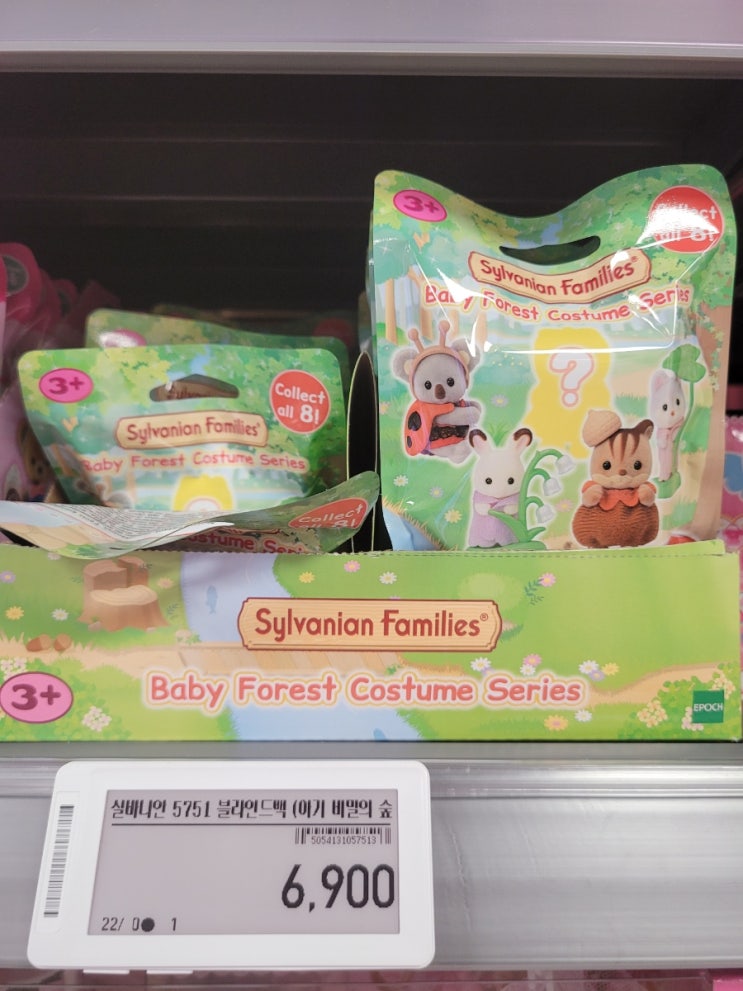 3+
Collect
all 8!
Sylvanian Families®
Baby Forest Costume Series
?
3+
Collect
all 8!
Sylvanian Families
Baby Forest Costume Series
Collect
Sylvanian Families®
Baby Forest Costume Series
3+
EPOCH
실바니안 5751 블라인드백 (아기 비밀의 숲
5054131057513
6,900
22/ 0● 1